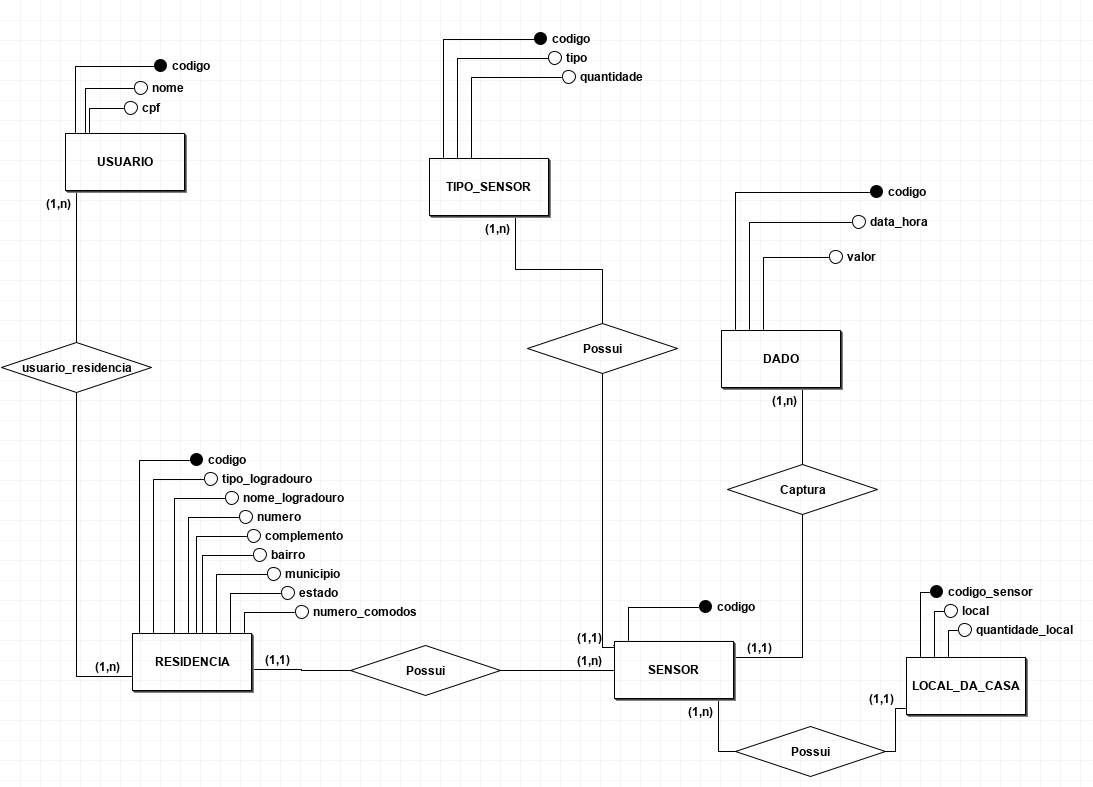 codigo
nome
cpf
USUARIO
(1,n)
usuario_residencia
codigo
tipo
quantidade
TIPO_SENSOR
(1,n)
Possui
codigo
data_hora
valor
DADO
(1,n)
Captura
codigo
tipo_logradouro
nome_logradouro
numero
complemento
bairro
municipio
estado
numero_comodos
(1,n)
RESIDENCIA
(1,1)
Possui
(1,1)
(1,n)
codigo
SENSOR
(1,1)
(1,n)
Possui
(1,1)
codigo_sensor
local
quantidade_local
LOCAL_DA_CASA